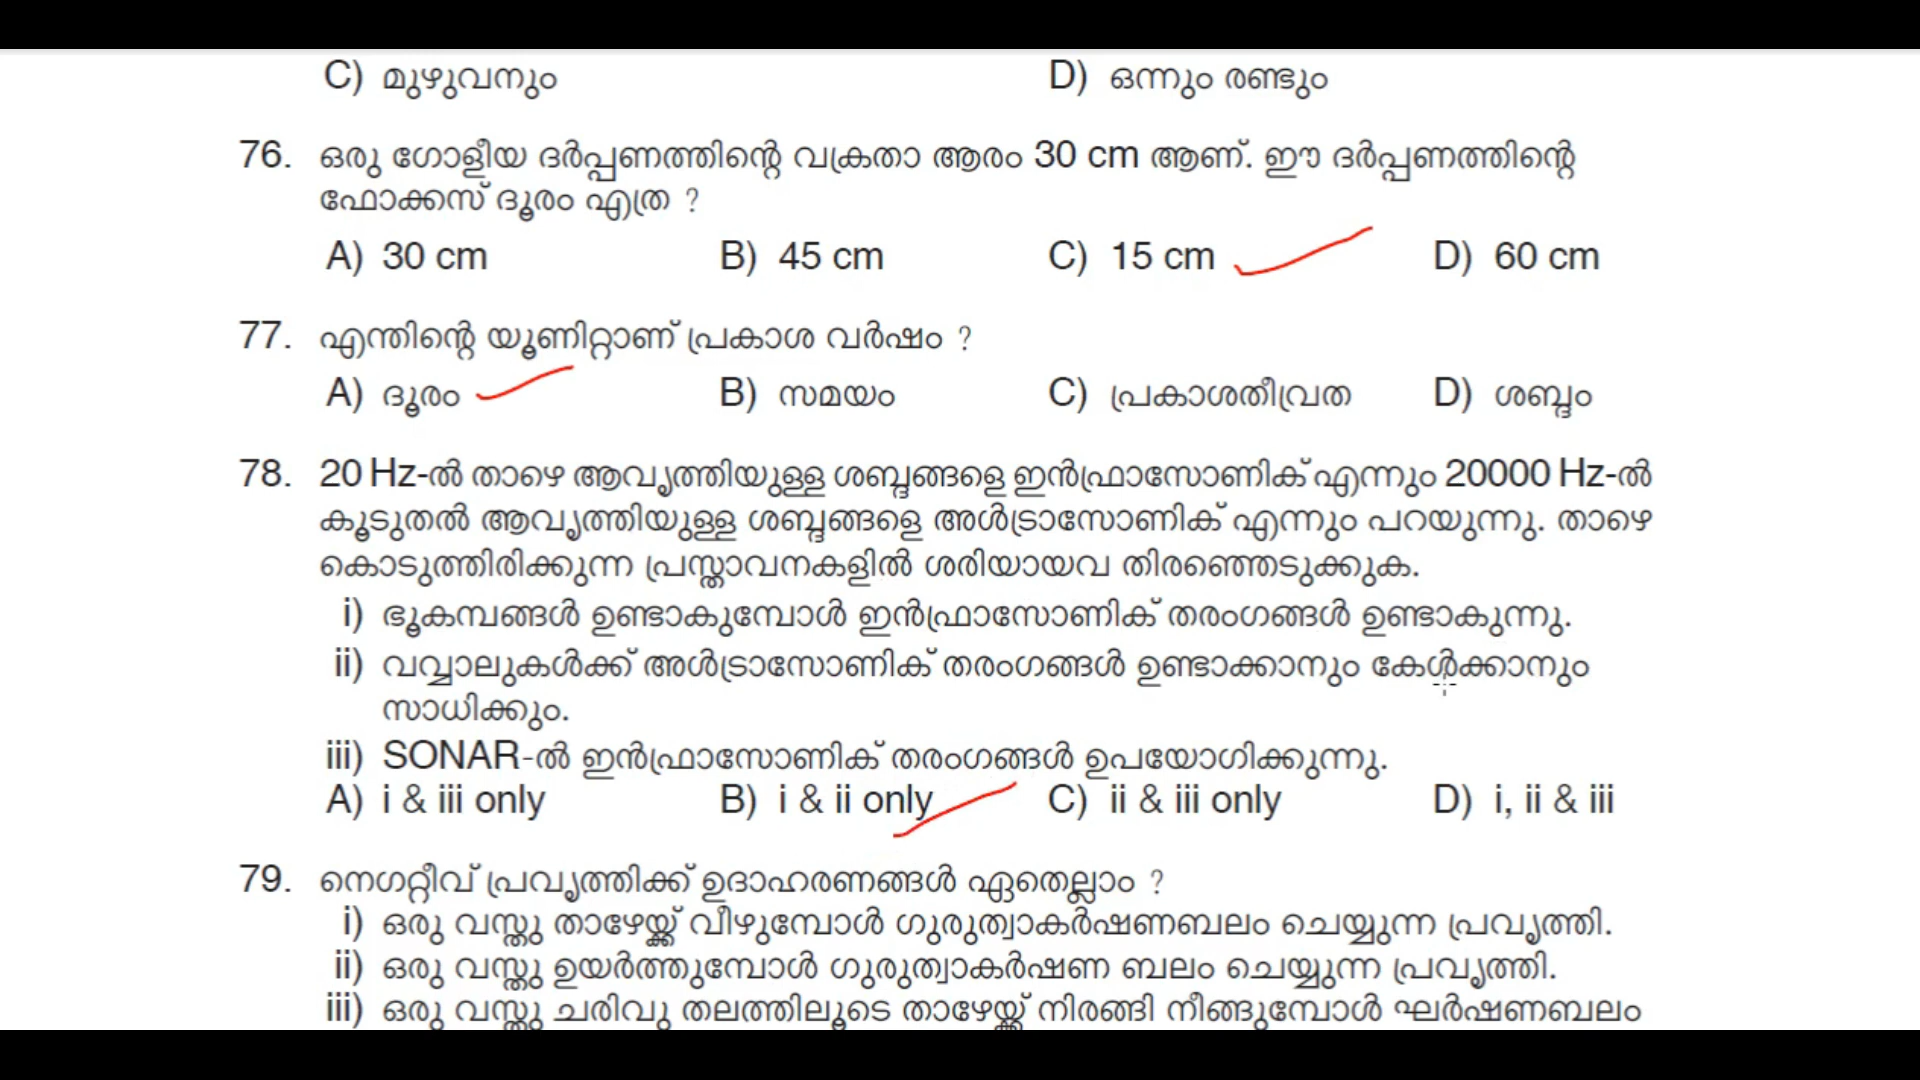 C) മുഴുവനും D) ഒന്നും രണ്ടും
76. ഒരു ഗോളീയ ദർപ്പണത്തിന്റെ വക്രതാ ആരം 30 cm ആണ്. ഈ ദർപ്പണത്തിന്റെ
ഫോക്കസ് ദൂരം എത്ര ?
A) 30 cm B) 45 cm C) 15 cm D) 60 cm
77. എന്തിന്റെ യൂണിറ്റാണ് പ്രകാശ വർഷം ?
A) ദൂരം B) സമയം C) പ്രകാശതീവ്രത D) ശബ്ദം
78. 20 Hz-ൽ താഴെ ആവൃത്തിയുള്ള ശബ്ദങ്ങളെ ഇൻഫ്രാസോണിക് എന്നും 20000 Hz-ൽ
കൂടുതൽ ആവൃത്തിയുള്ള ശബ്ദങ്ങളെ അൾട്രാസോണിക് എന്നും പറയുന്നു. താഴെ
കൊടുത്തിരിക്കുന്ന പ്രസ്താവനകളിൽ ശരിയായവ തിരഞ്ഞെടുക്കുക.
i) ഭൂകമ്പങ്ങൾ ഉണ്ടാകുമ്പോൾ ഇൻഫ്രാസോണിക് തരംഗങ്ങൾ ഉണ്ടാകുന്നു.
ii) വവ്വാലുകൾക്ക് അൾട്രാസോണിക് തരംഗങ്ങൾ ഉണ്ടാക്കാനും കേൾക്കാനും
സാധിക്കും.
iii) SONAR-ൽ ഇൻഫ്രാസോണിക് തരംഗങ്ങൾ ഉപയോഗിക്കുന്നു.
A) i & iii only B) i & ii only C) ii & iii only D) i, ii & iii
79. നെഗറ്റീവ് പ്രവൃത്തിക്ക് ഉദാഹരണങ്ങൾ ഏതെല്ലാം ?
i) ഒരു വസ്തു താഴേയ്ക്ക് വീഴുമ്പോൾ ഗുരുത്വാകർഷണബലം ചെയ്യുന്ന പ്രവൃത്തി.
ii) ഒരു വസ്തു ഉയർത്തുമ്പോൾ ഗുരുത്വാകർഷണ ബലം ചെയ്യുന്ന പ്രവൃത്തി.
iii) ഒരു വസ്തു ചരിവു തലത്തിലൂടെ താഴേയ്ക്ക് നിരങ്ങി നീങ്ങുമ്പോൾ ഘർഷണബലം